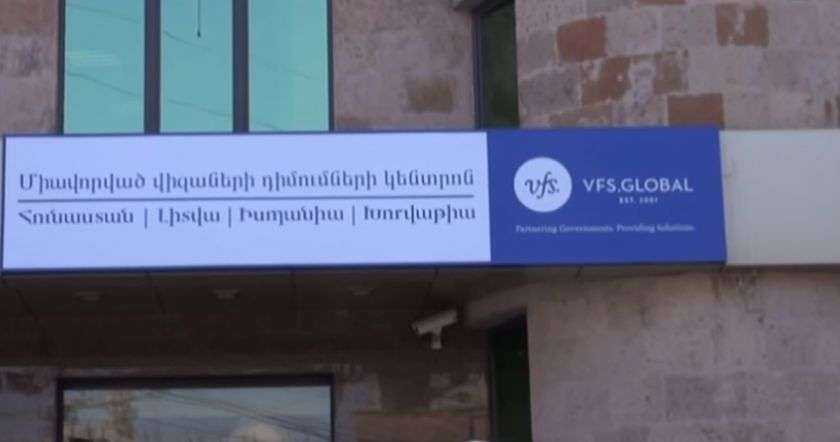 Միավորված վիզաների դիմումների կենտրոն
Հունաստան | Լիտվա | Իսպանիա | Խորվաթիա
vfs.
VFS.GLOBAL
EST. 2001
Partnering Governments. Providing Solutions.